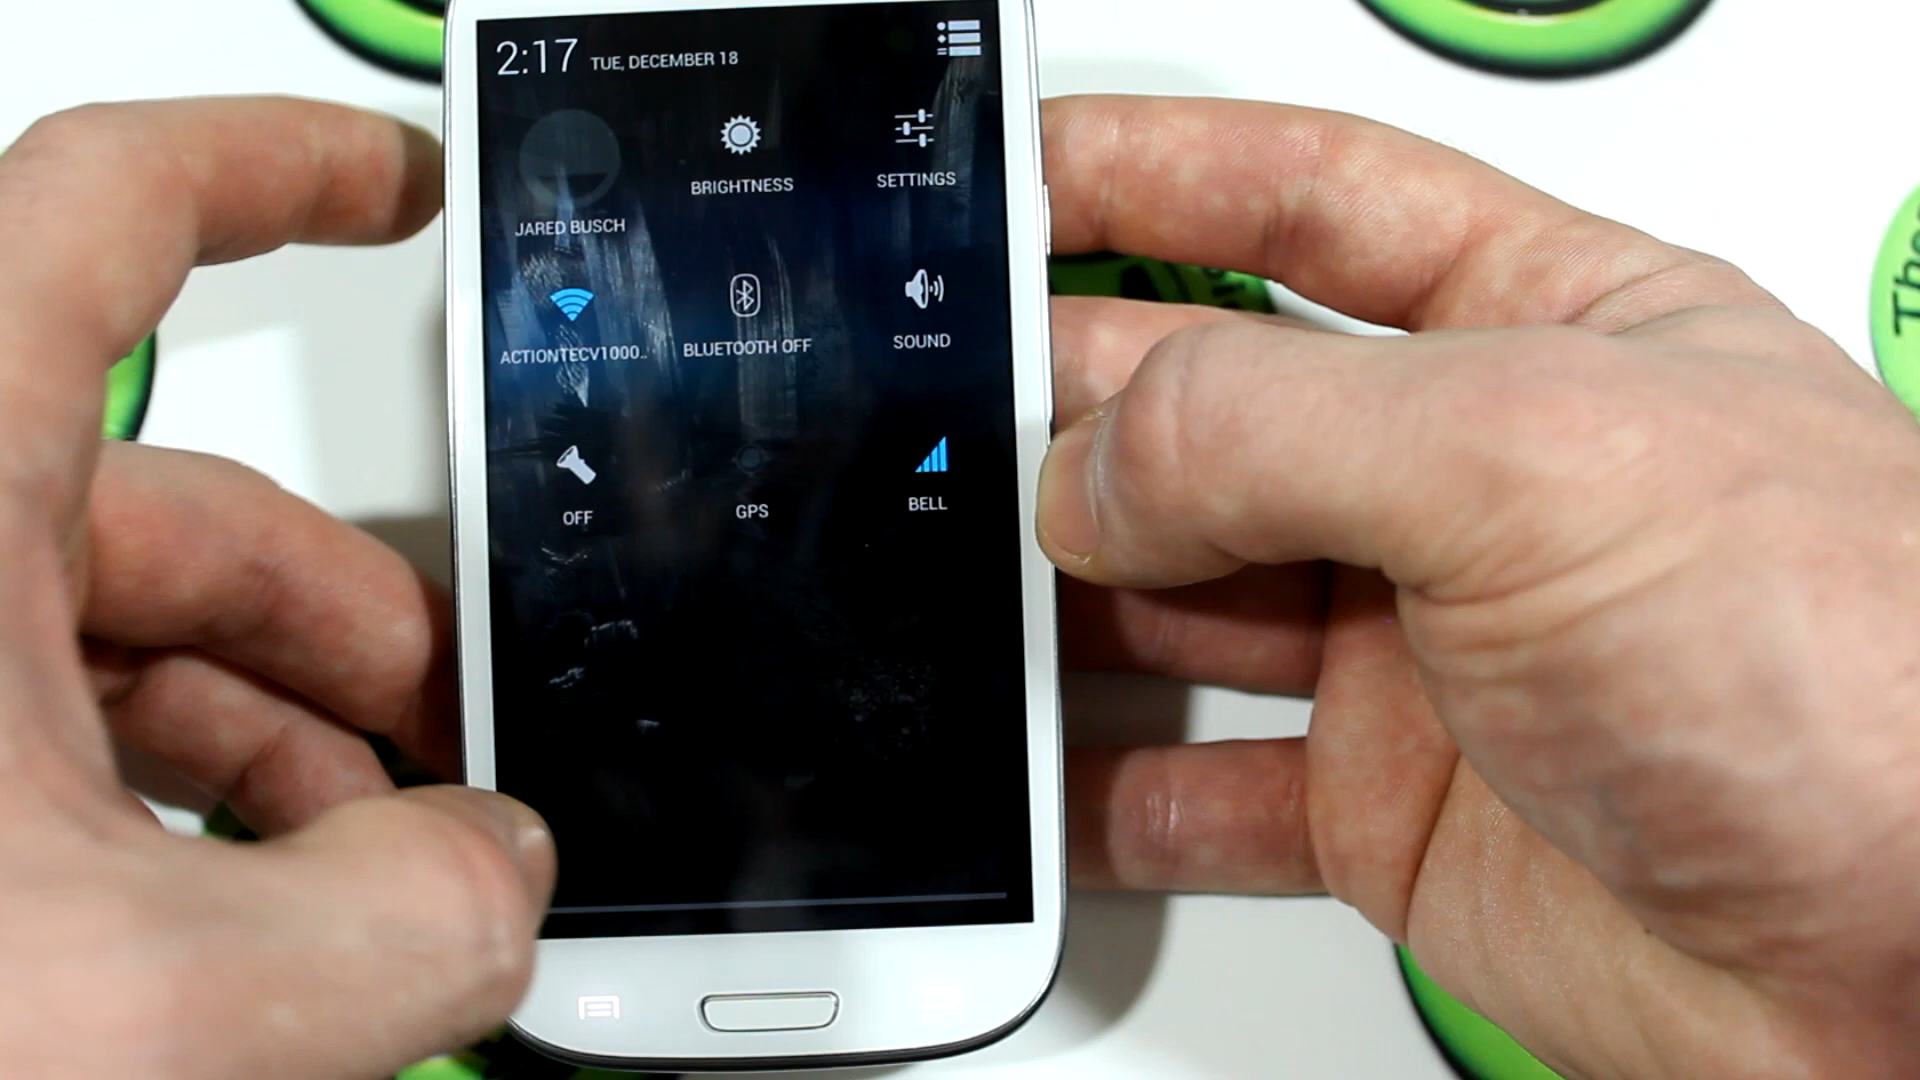 2:17 TUE, DECEMBER 18
BRIGHTNESS
SETTINGS
JARED BUSCH
ACTIONTECV1000..
BLUETOOTH OFF
SOUND
OFF
GPS
BELL